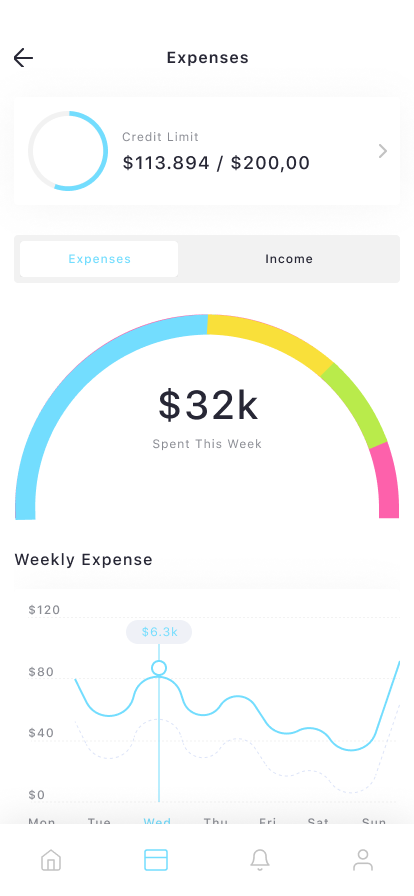 Expenses
Credit Limit
$113.894 / $200,00
Expenses
Income
$32k
Spent This Week
Weekly Expense
$120
$6.3k
$80
$40
$0
Mon Tue Wed Thu Fri Sat Sun